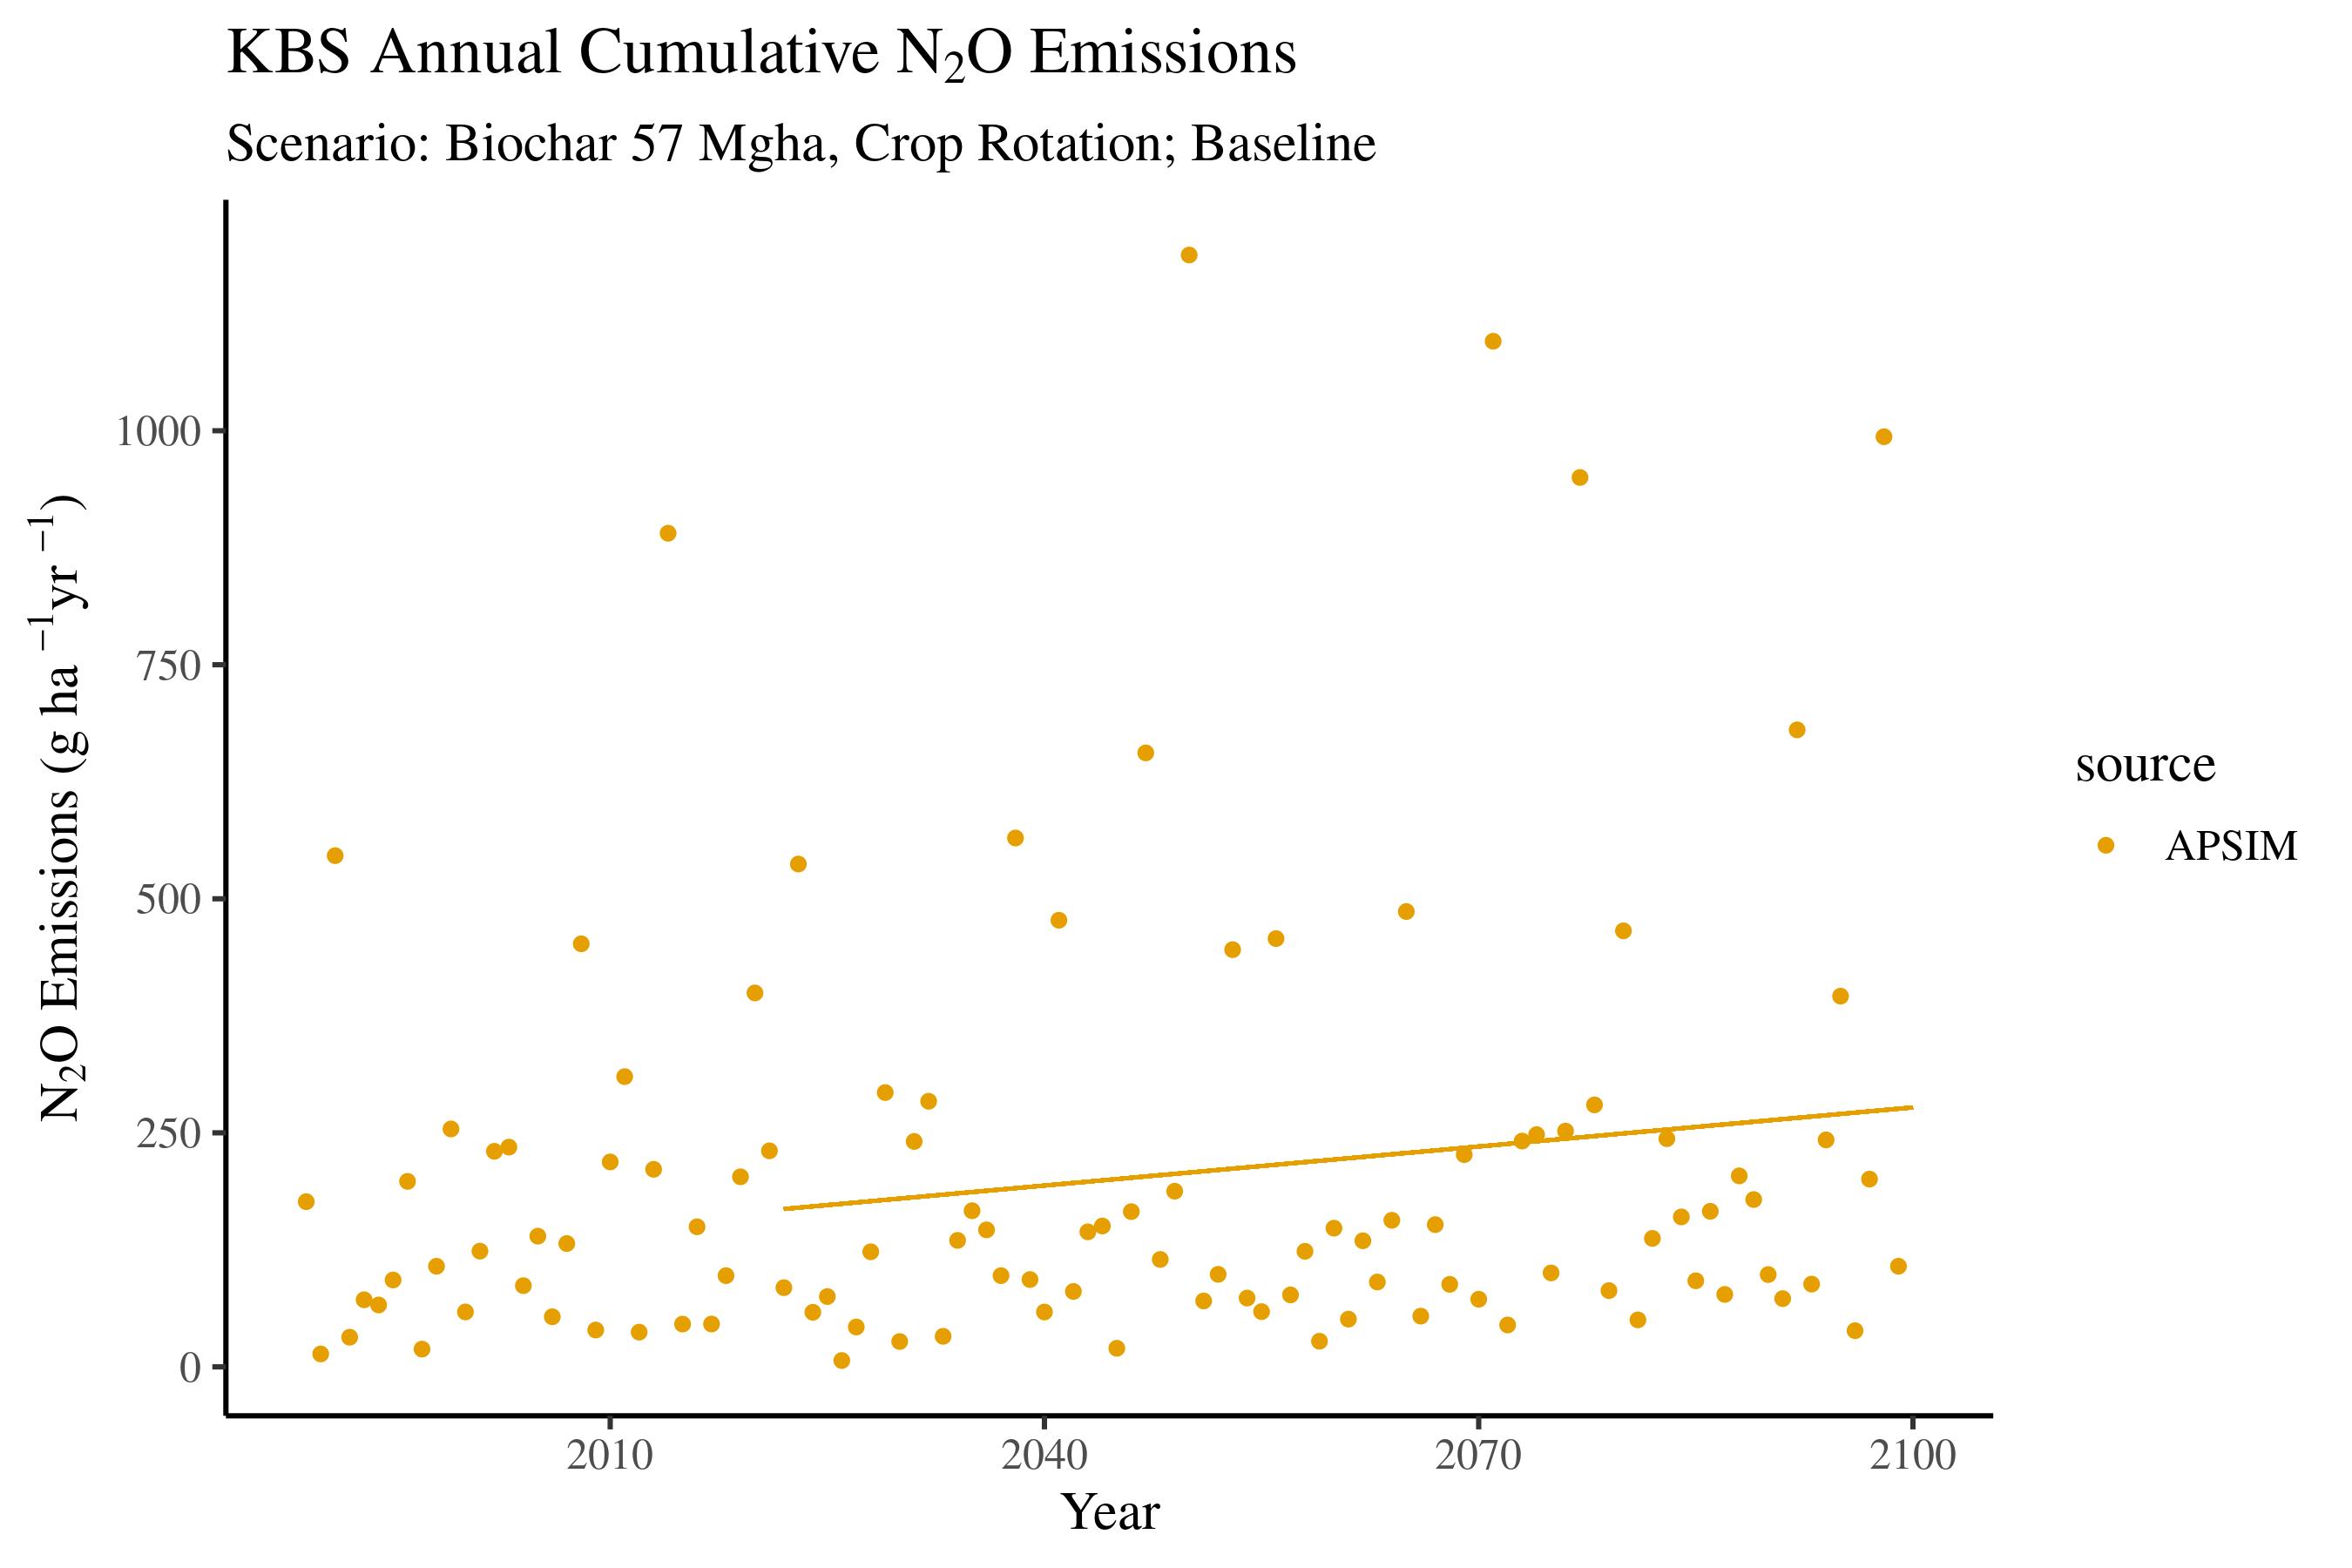 KBS Annual Cumulative N₂O Emissions
Scenario: Biochar 57 Mgha, Crop Rotation; Baseline
N₂O Emissions (g ha⁻¹yr⁻¹)
1000
750
500
250
0
2010 2040 2070 2100
Year
source
APSIM